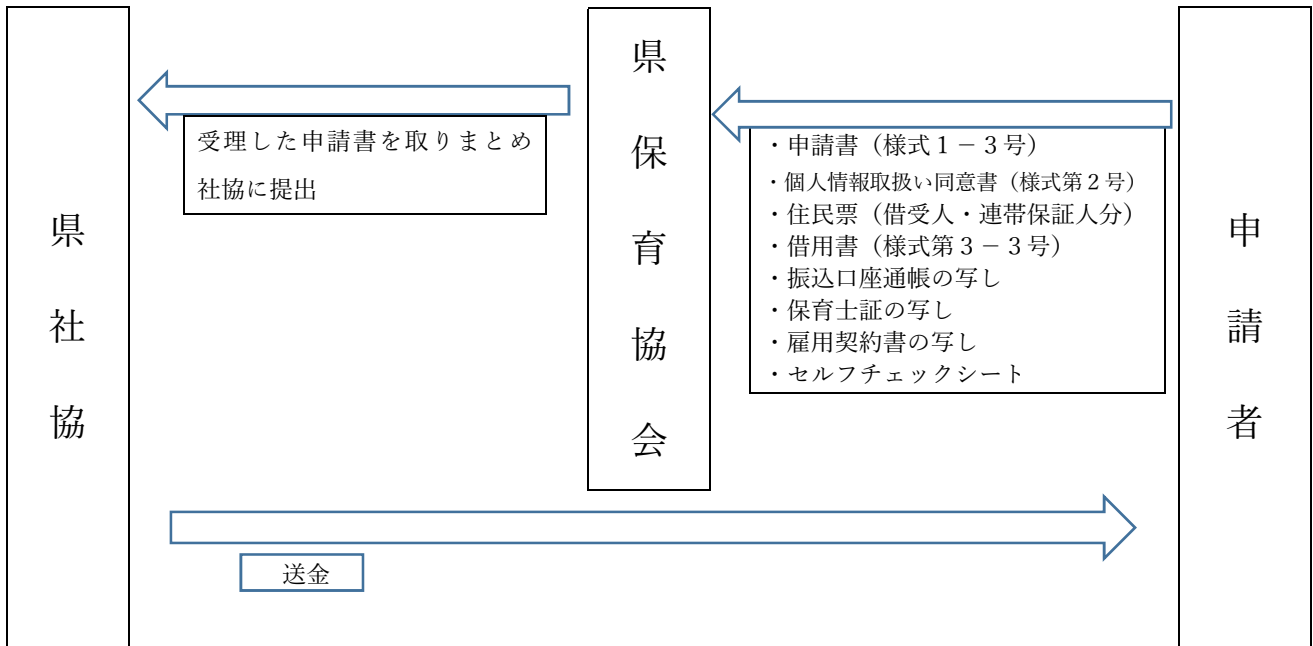 県社協
受理した申請書を取りまとめ
社協に提出
県保育協会
・申請書（様式１－３号）
・個人情報取扱い同意書（様式第２号）
・住民票（借受人・連帯保証人分）
・借用書（様式第３－３号）
・振込口座通帳の写し
・保育士証の写し
・雇用契約書の写し
・セルフチェックシート
申請者
送金